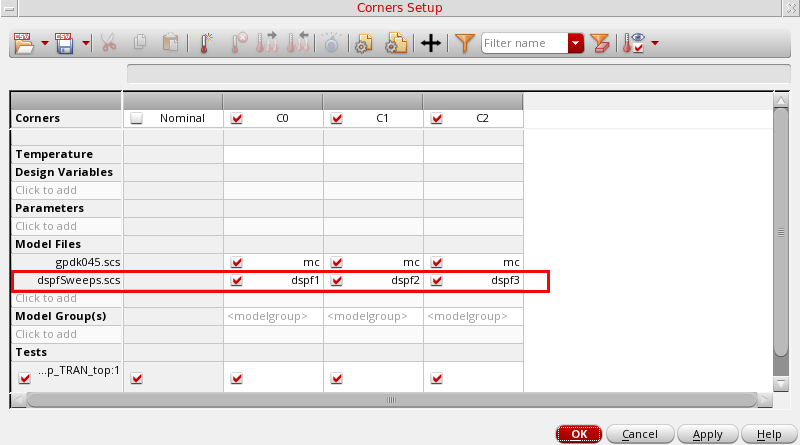 Corners Setup
CSV CSV Filter name
Corners Nominal C0 C1 C2
Temperature
Design Variables
Click to add
Parameters
Click to add
Model Files
gpdk045.scs mc mc mc
dspfSweeps.scs dspf1 dspf2 dspf3
Click to add
Model Group(s) <modelgroup> <modelgroup> <modelgroup>
Click to add
Tests
...p_TRAN_top:1
OK Cancel Apply Help